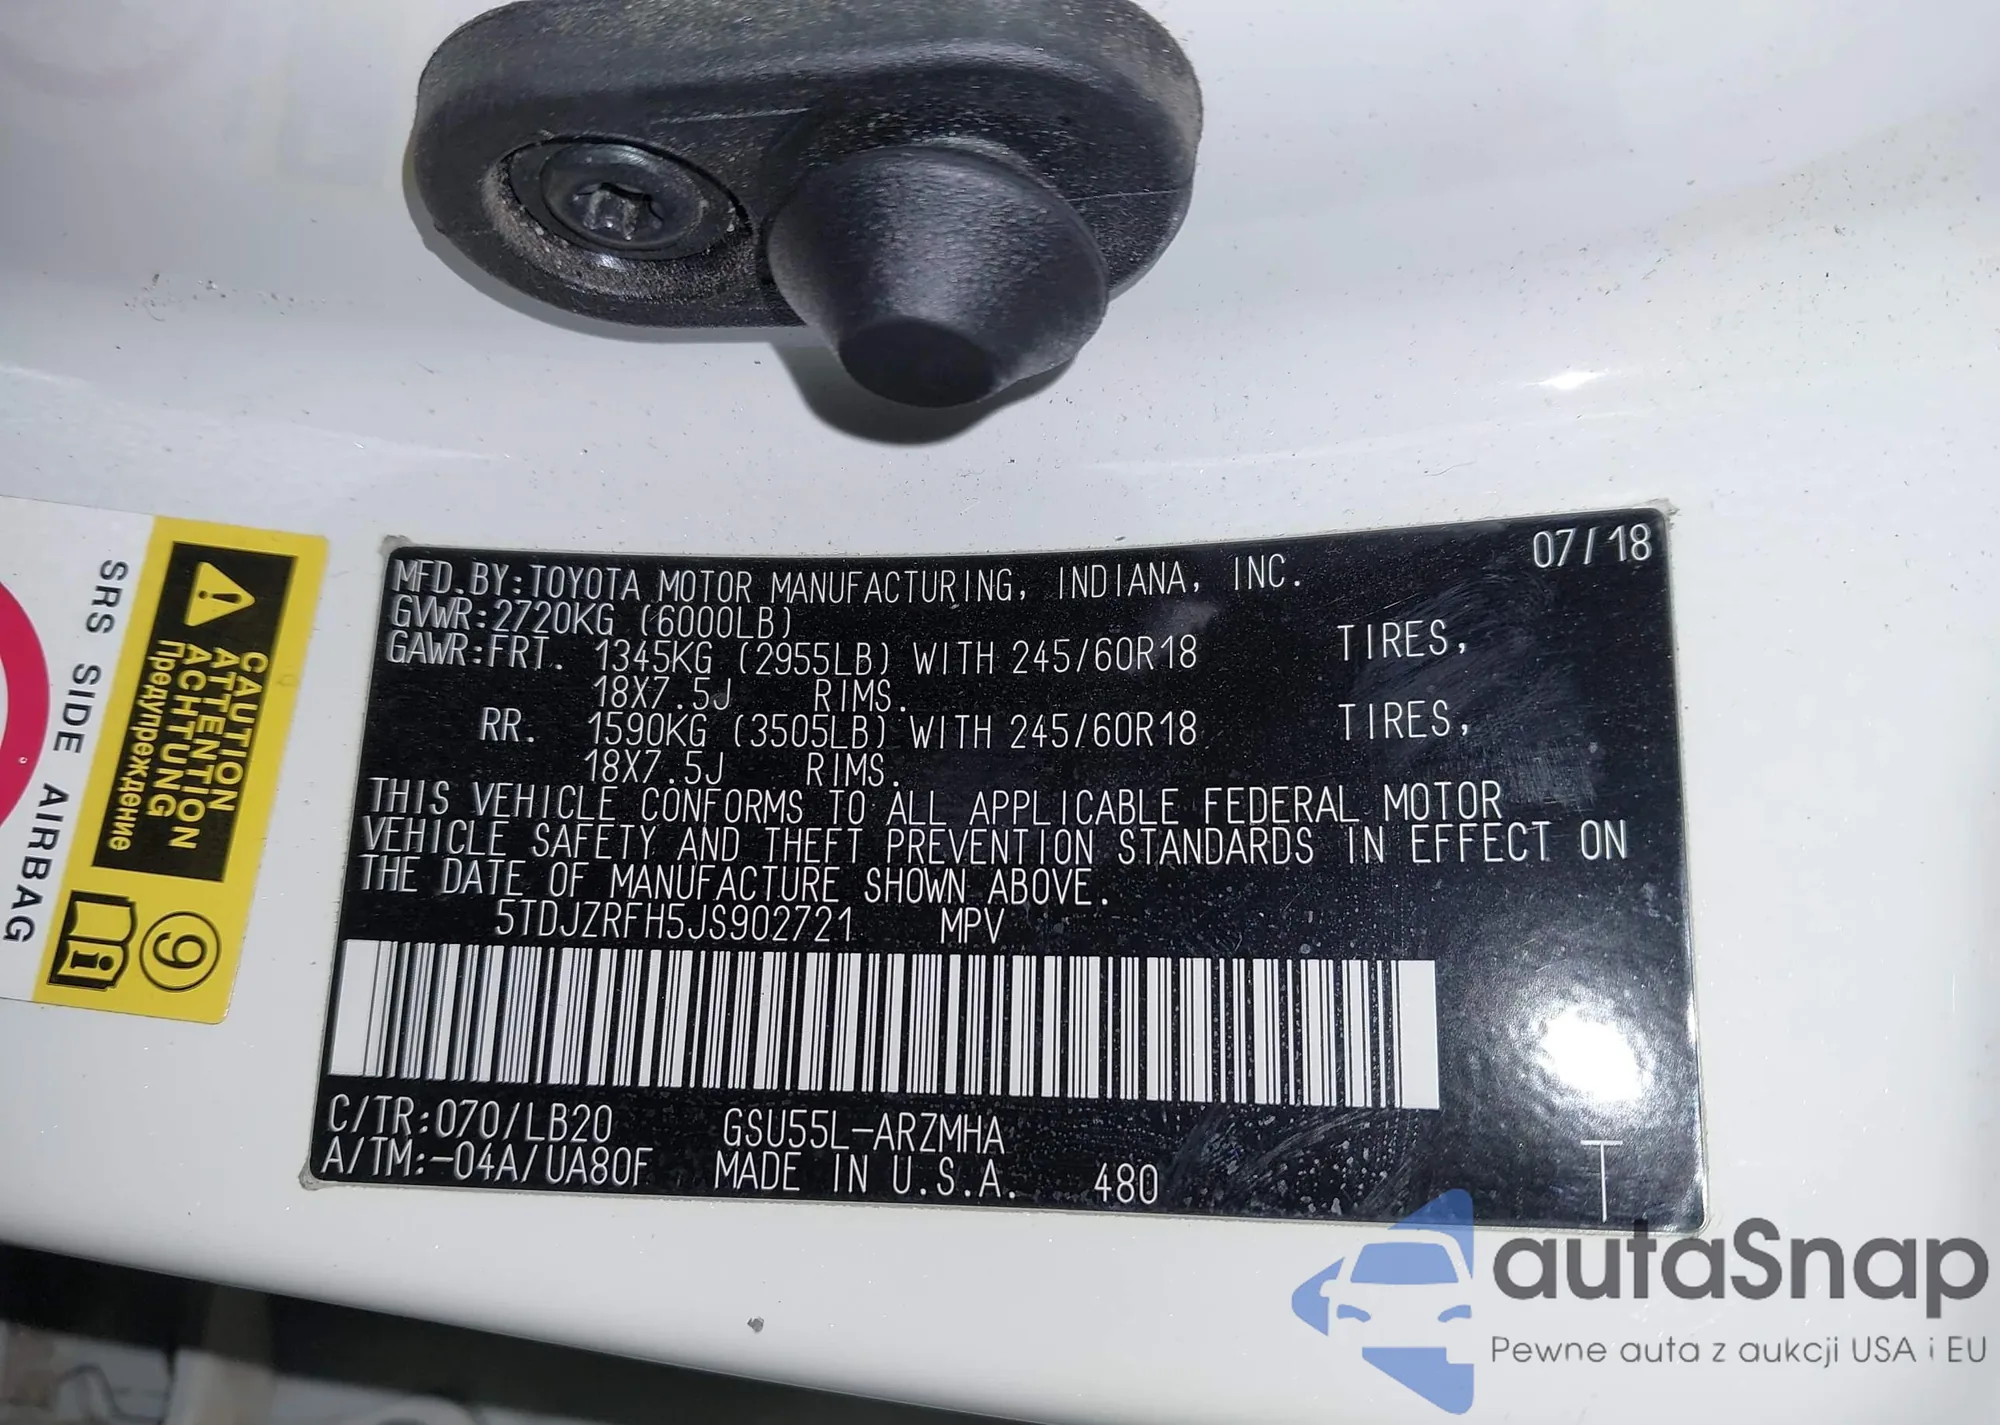 07/18
MFD.BY:TOYOTA MOTOR MANUFACTURING, INDIANA, INC.
GVWR:2720KG (6000LB)
GAWR:FRT. 1345KG (2955LB) WITH 245/60R18 TIRES,
18X7.5J RIMS.
RR. 1590KG (3505LB) WITH 245/60R18 TIRES,
18X7.5J RIMS.
THIS VEHICLE CONFORMS TO ALL APPLICABLE FEDERAL MOTOR
VEHICLE SAFETY AND THEFT PREVENTION STANDARDS IN EFFECT ON
THE DATE OF MANUFACTURE SHOWN ABOVE.
5TDJZRFH5JS902721 MPV
C/TR:070/LB20 GSU55L-ARZMHA
A/TM:-04A/UA80F MADE IN U.S.A. 480
T
CAUTION
ATTENTION
ACHTUNG
Предупреждение
9
i
SRS SIDE AIRBAG
autaSnap
Pewne auta z aukcji USA i EU